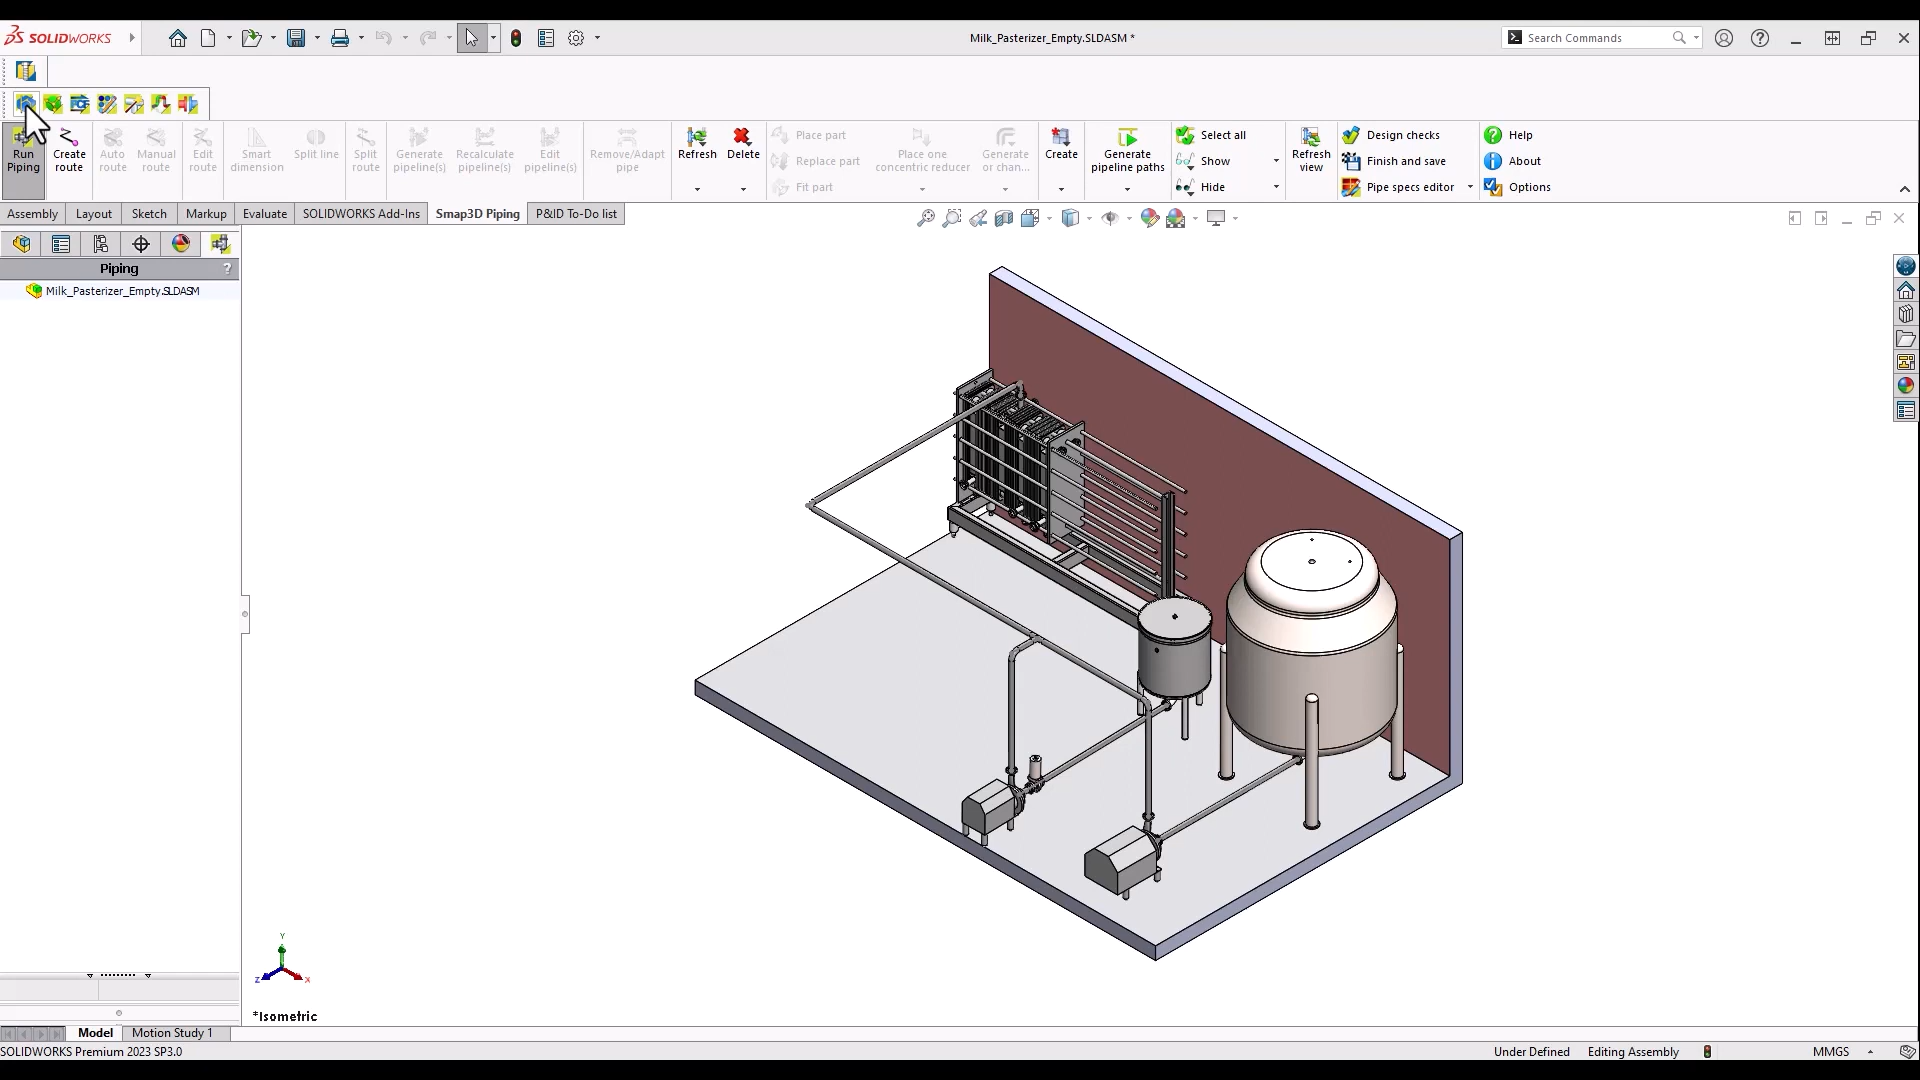 SOLIDWORKS
Milk_Pasterizer_Empty.SLDASM *
Search Commands
Run Piping
Create route
Auto route
Manual route
Edit route
Smart dimension
Split line
Split route
Generate pipeline(s)
Recalculate pipeline(s)
Edit pipeline(s)
Remove/Adapt pipe
Refresh
Delete
Place part
Replace part
Fit part
Place one concentric reducer
Generate or chan...
Create
Generate pipeline paths
Select all
Show
Hide
Refresh view
Design checks
Finish and save
Pipe specs editor
Help
About
Options
Assembly
Layout
Sketch
Markup
Evaluate
SOLIDWORKS Add-Ins
Smap3D Piping
P&ID To-Do list
Piping
?
Milk_Pasterizer_Empty.SLDASM
Y
Z
X
*Isometric
Model
Motion Study 1
SOLIDWORKS Premium 2023 SP3.0
Under Defined
Editing Assembly
MMGS